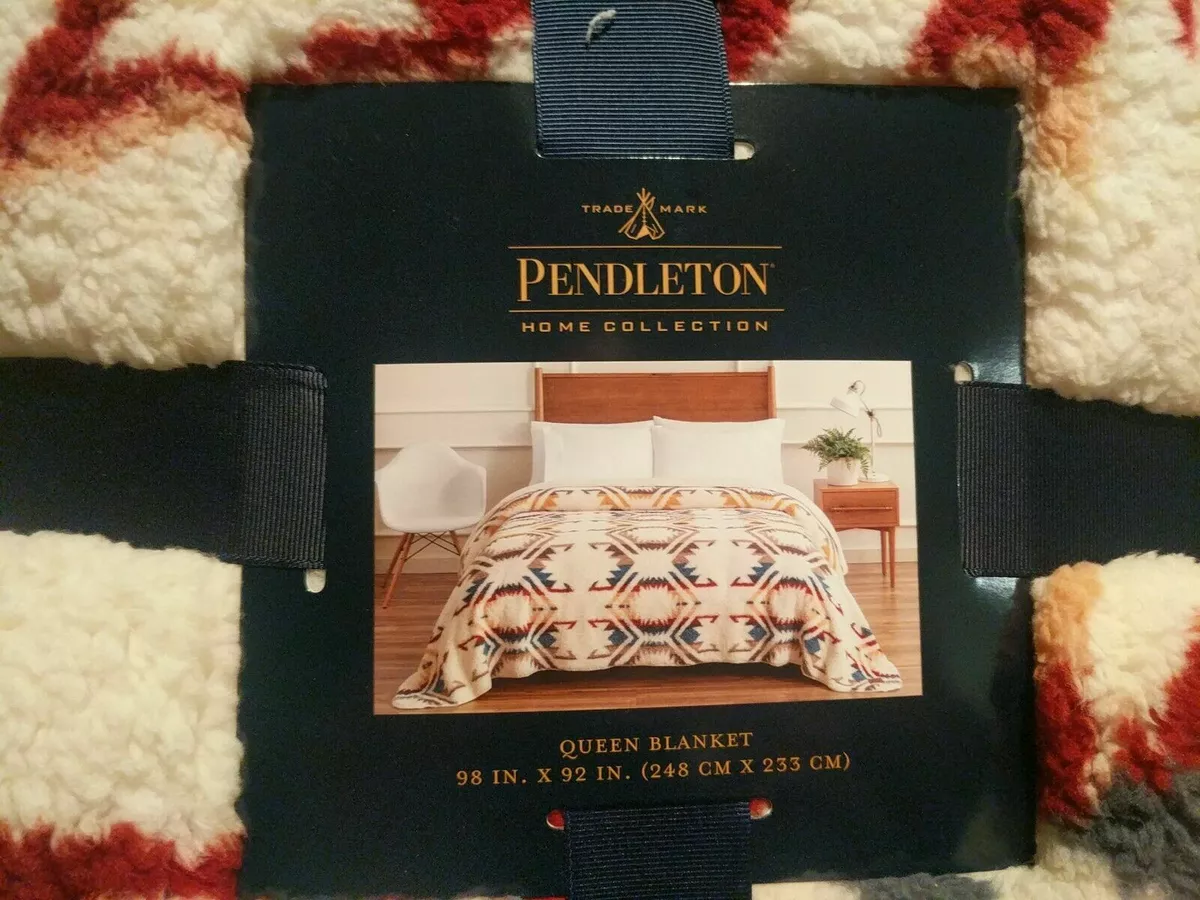 TRADE MARK
PENDLETON®
HOME COLLECTION
QUEEN BLANKET
98 IN. X 92 IN. (248 CM X 233 CM)